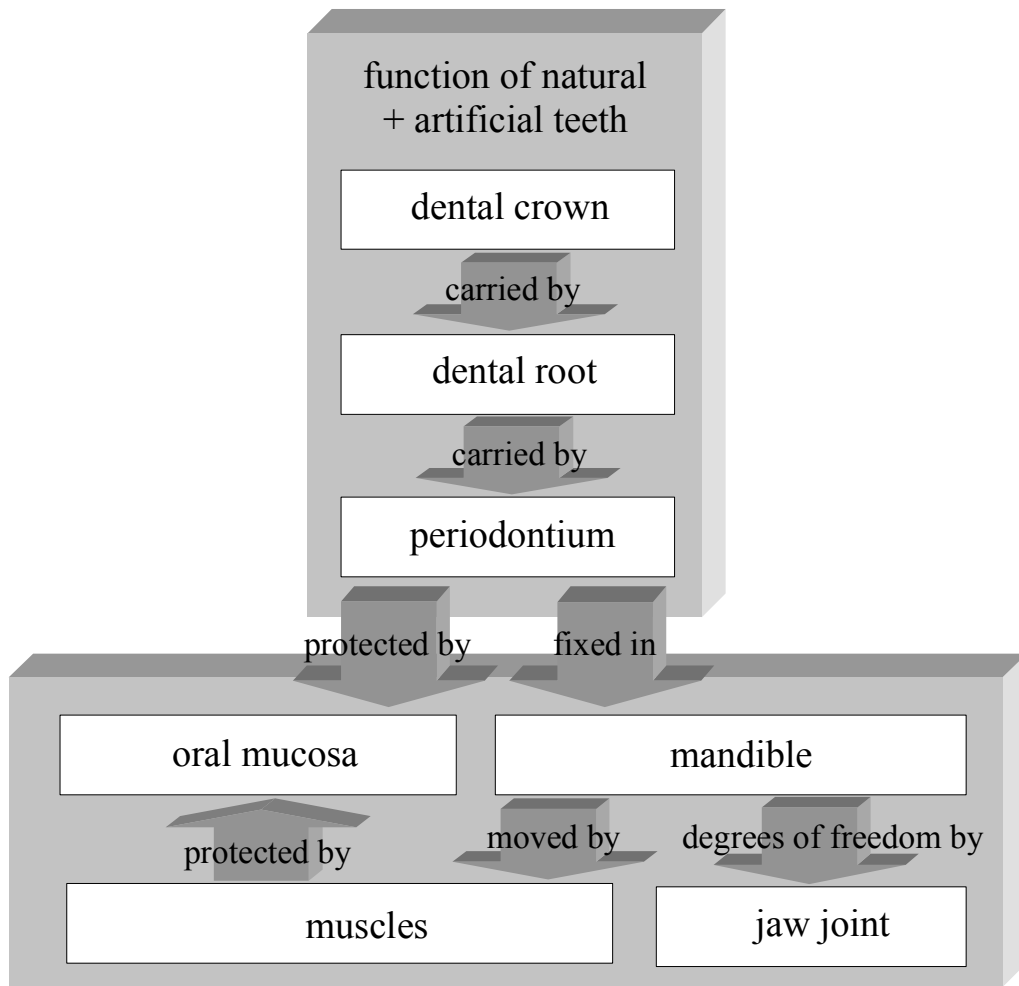 function of natural
+ artificial teeth
dental crown
carried by
dental root
carried by
periodontium
protected by
fixed in
oral mucosa
mandible
protected by
moved by
degrees of freedom by
muscles
jaw joint